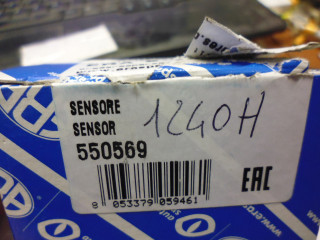 SENSORE 1240H
SENSOR
550569
EAC
8 053379 059461